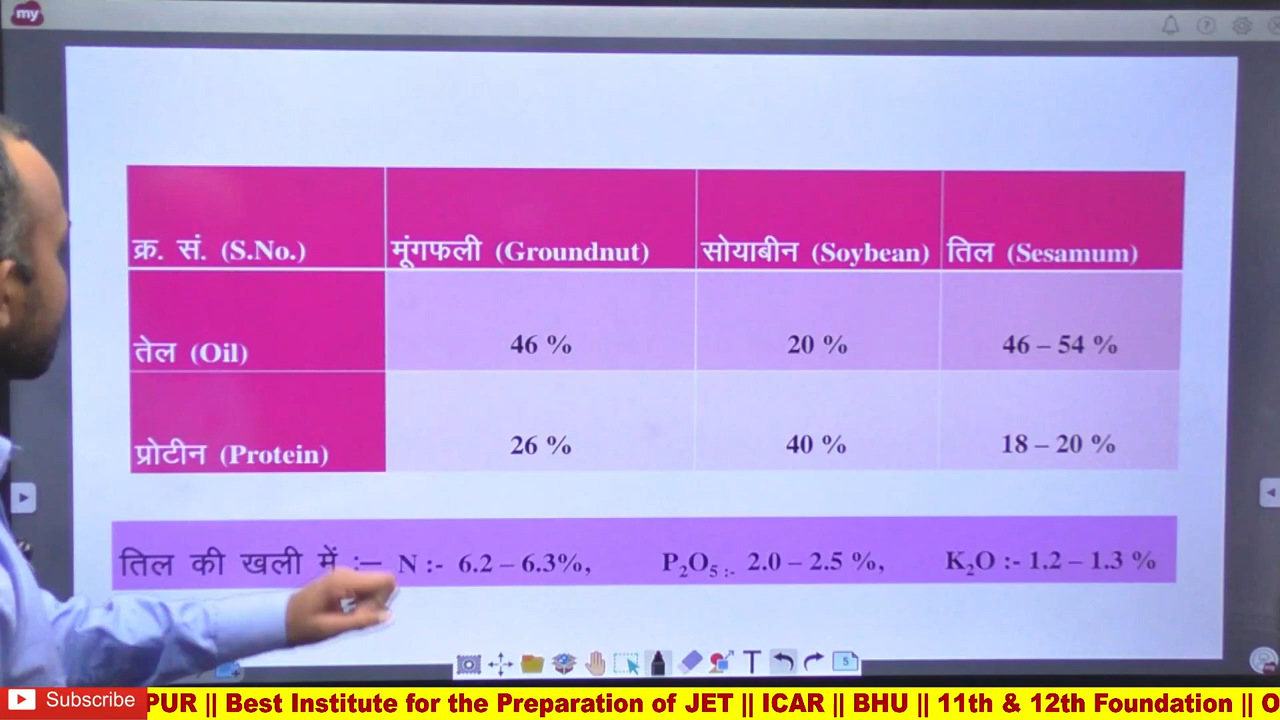 my
क्र. सं. (S.No.) मूंगफली (Groundnut) सोयाबीन (Soybean) तिल (Sesamum)
तेल (Oil) 46 % 20 % 46 – 54 %
प्रोटीन (Protein) 26 % 40 % 18 – 20 %
तिल की खली में :– N :- 6.2 – 6.3%, P₂O₅ :- 2.0 – 2.5 %, K₂O :- 1.2 – 1.3 %
T 5
Subscribe PUR || Best Institute for the Preparation of JET || ICAR || BHU || 11th & 12th Foundation || O